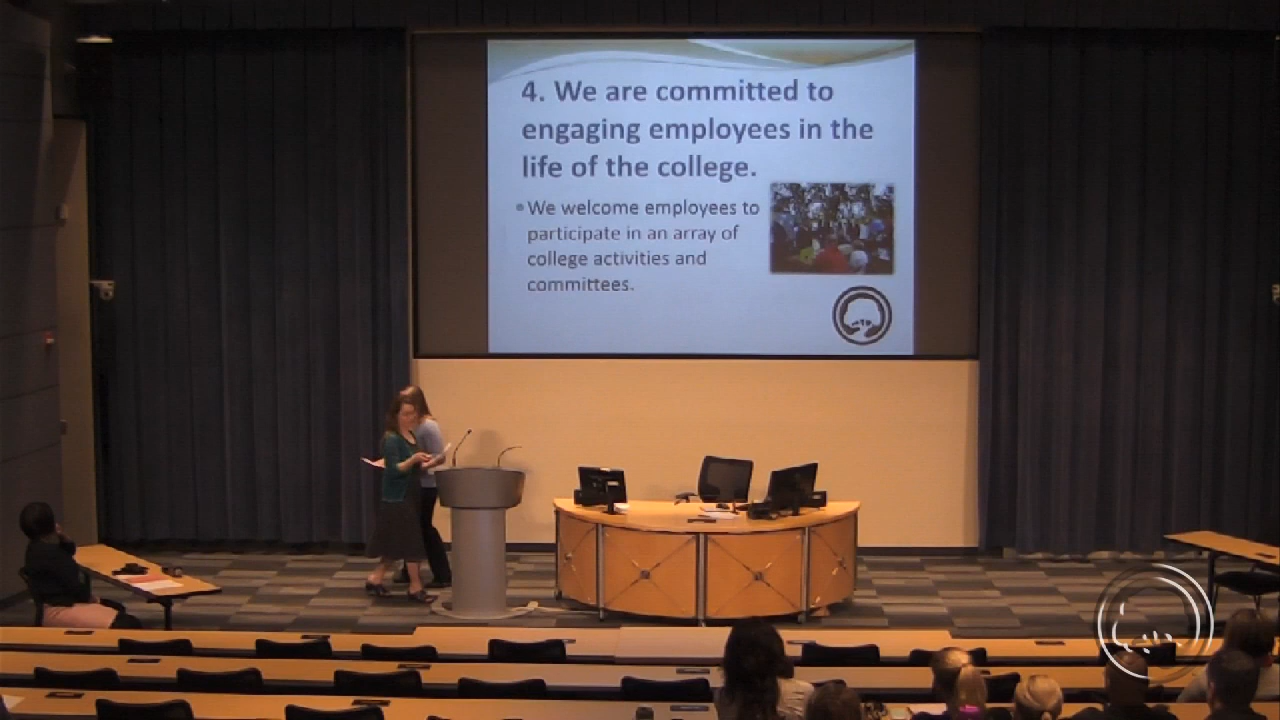 4. We are committed to
engaging employees in the
life of the college.
• We welcome employees to
participate in an array of
college activities and
committees.